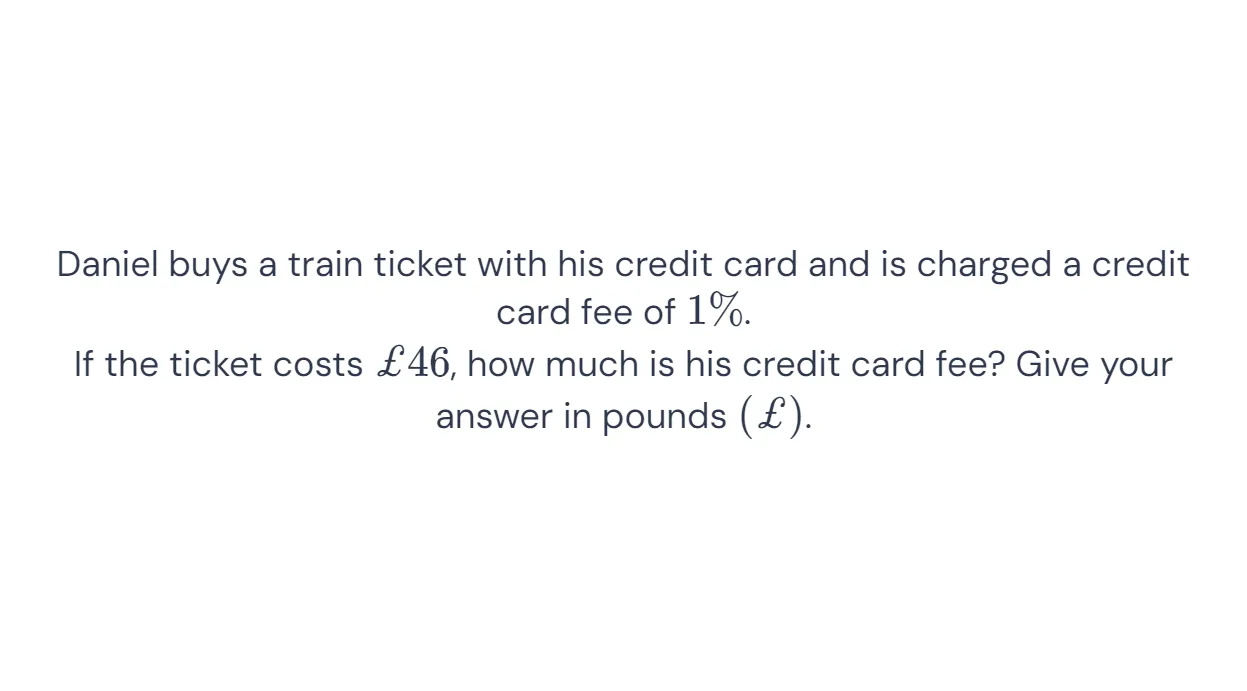 Daniel buys a train ticket with his credit card and is charged a credit
card fee of 1%.
If the ticket costs £46, how much is his credit card fee? Give your
answer in pounds (£).